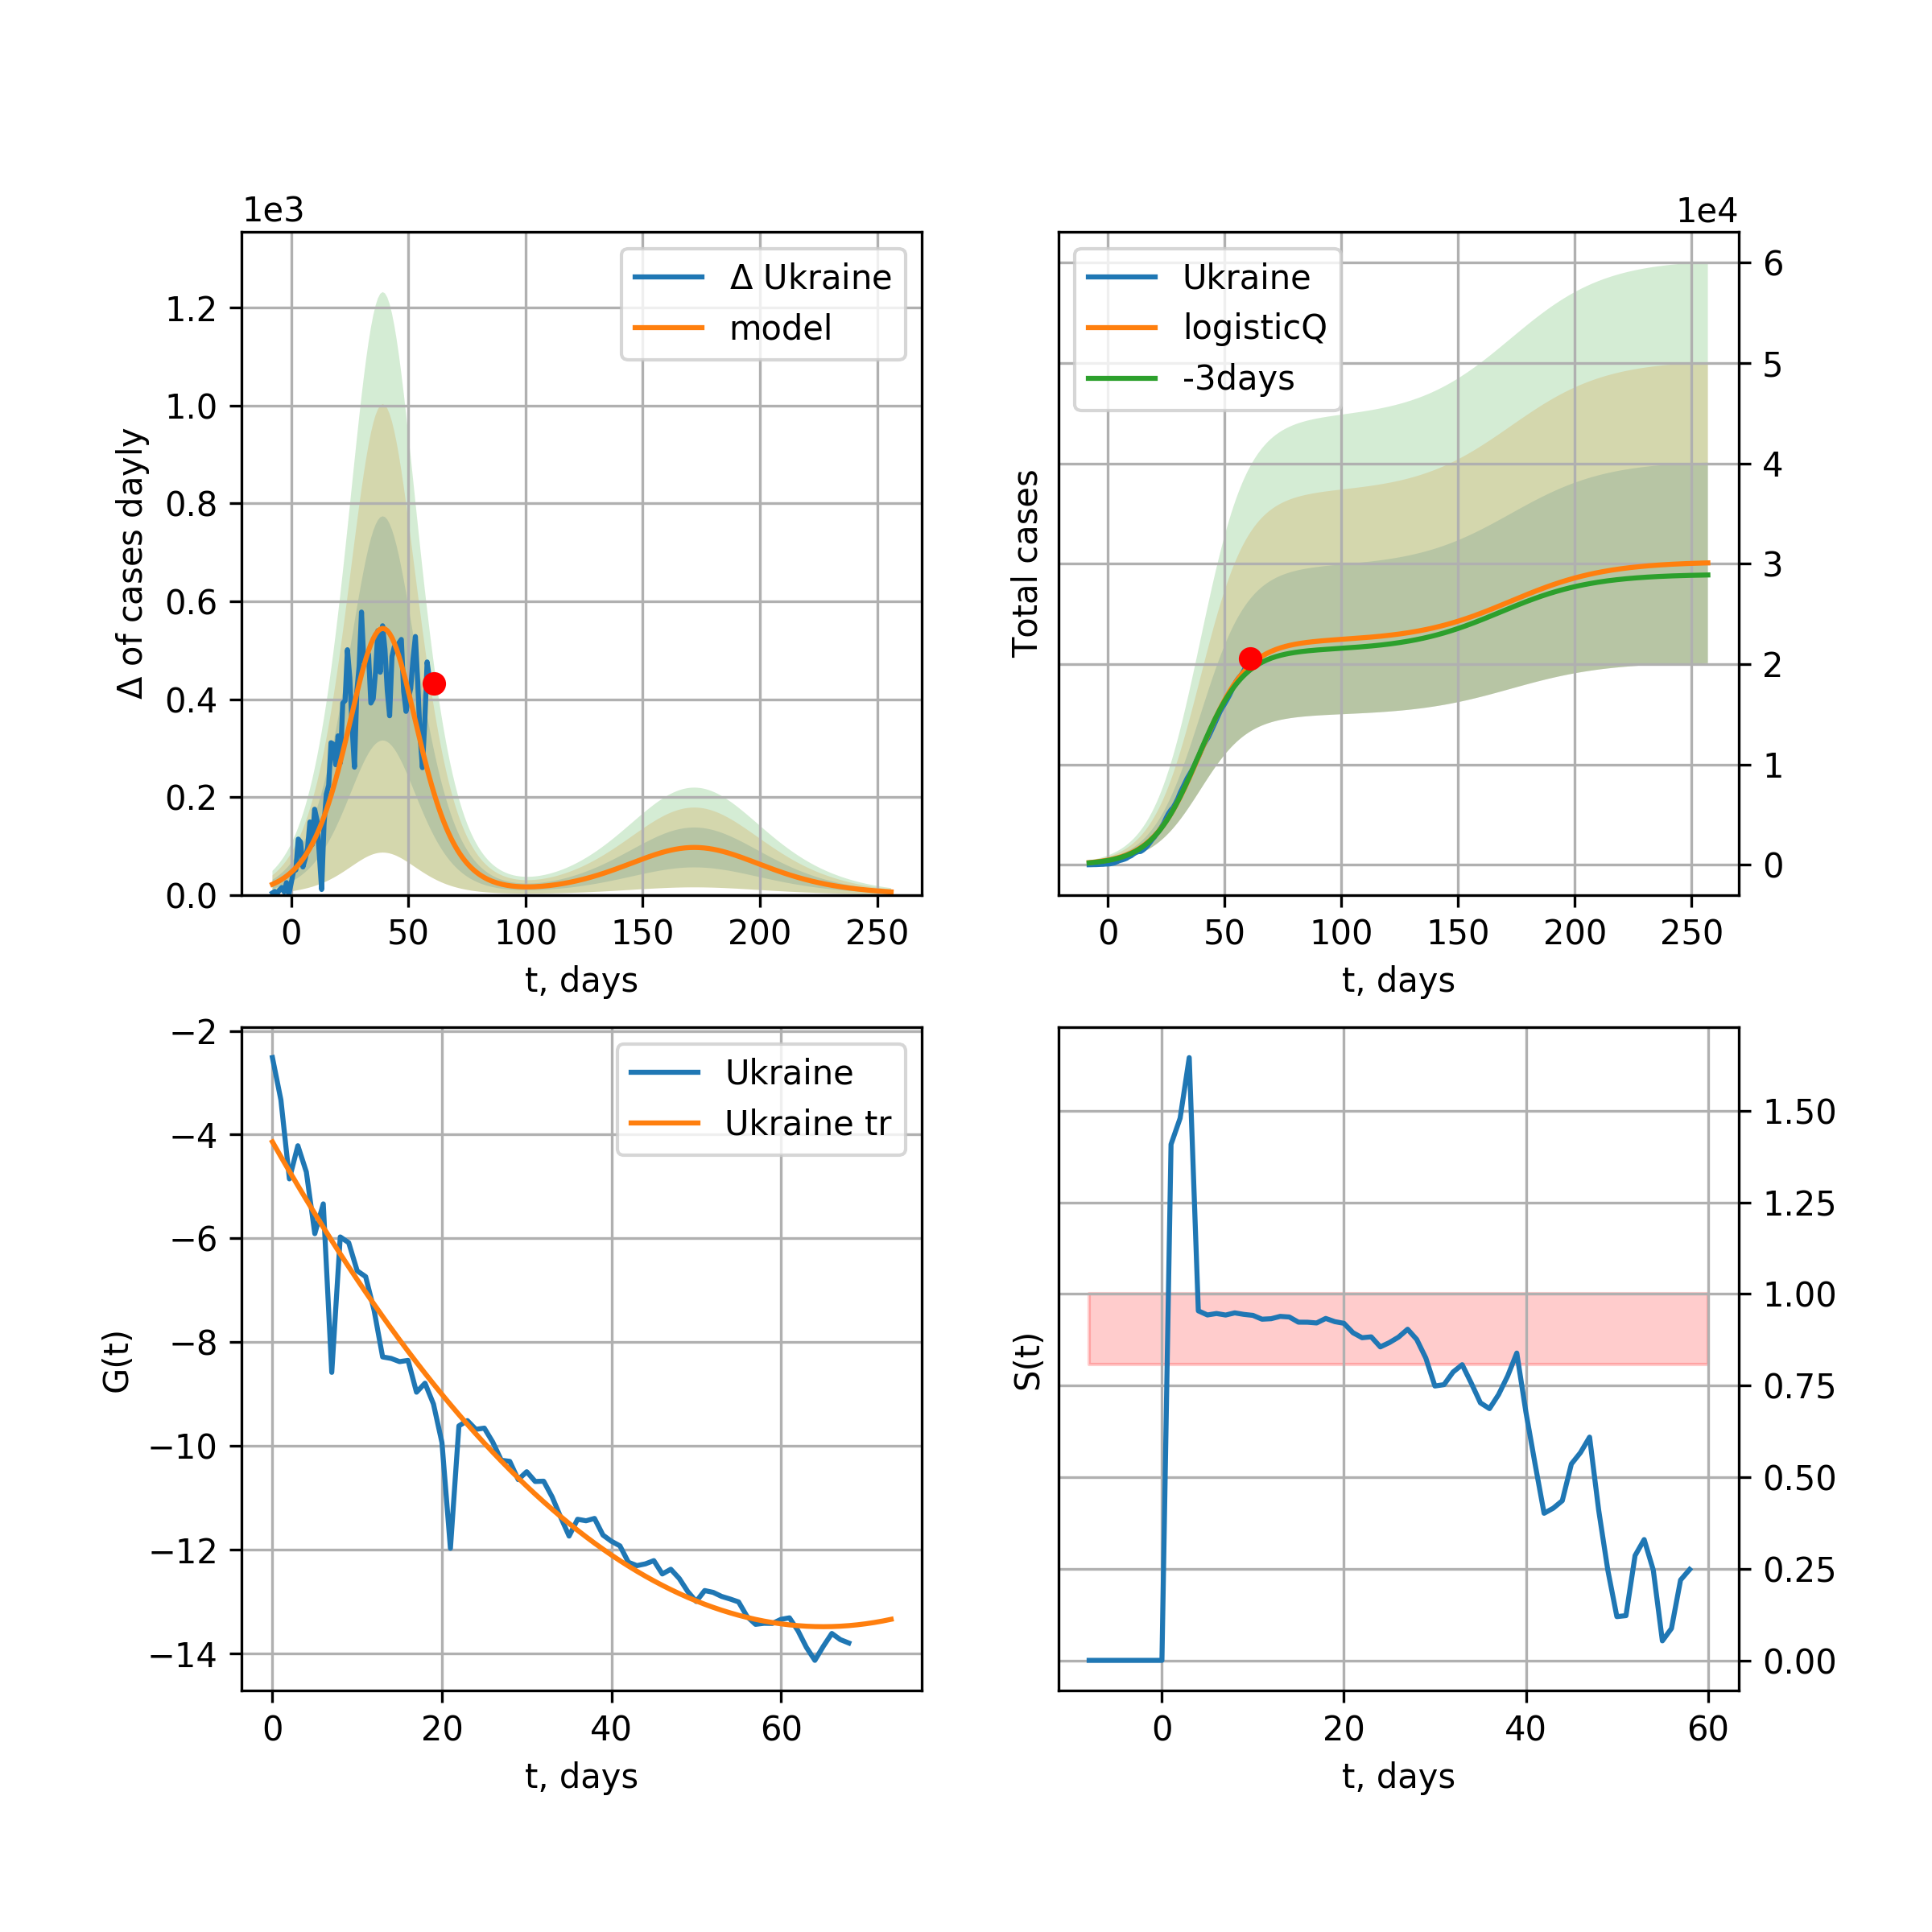 1e3
Δ of cases dayly
1.2
1.0
0.8
0.6
0.4
0.2
0.0
0 50 100 150 200 250
t, days
Δ Ukraine
model
1e4
Total cases
6
5
4
3
2
1
0
0 50 100 150 200 250
t, days
Ukraine
logisticQ
-3days
G(t)
−2
−4
−6
−8
−10
−12
−14
0 20 40 60
t, days
Ukraine
Ukraine tr
S(t)
1.50
1.25
1.00
0.75
0.50
0.25
0.00
0 20 40 60
t, days